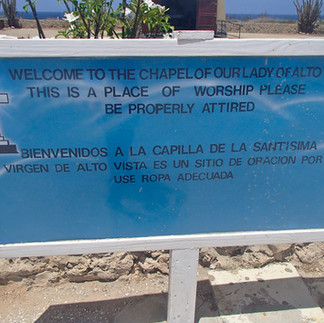 WELCOME TO THE CHAPEL OF OUR LADY OF ALTO
THIS IS A PLACE OF WORSHIP PLEASE
BE PROPERLY ATTIRED
BIENVENIDOS A LA CAPILLA DE LA SANTISIMA
VIRGEN DE ALTO VISTA ES UN SITIO DE ORACION POR
USE ROPA ADECUADA